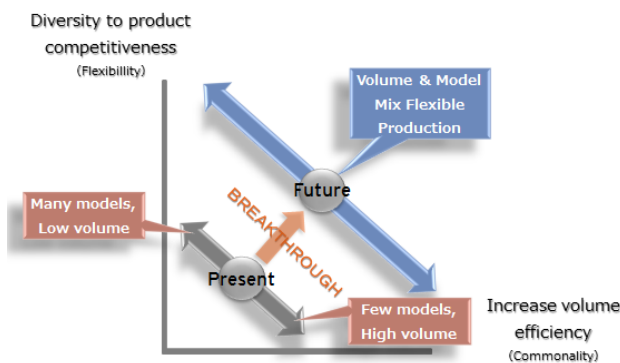 Diversity to product
competitiveness
(Flexibillity)
Volume & Model
Mix Flexible
Production
Future
Many models,
Low volume
BREAKTHROUGH
Present
Few models,
High volume
Increase volume
efficiency
(Commonality)